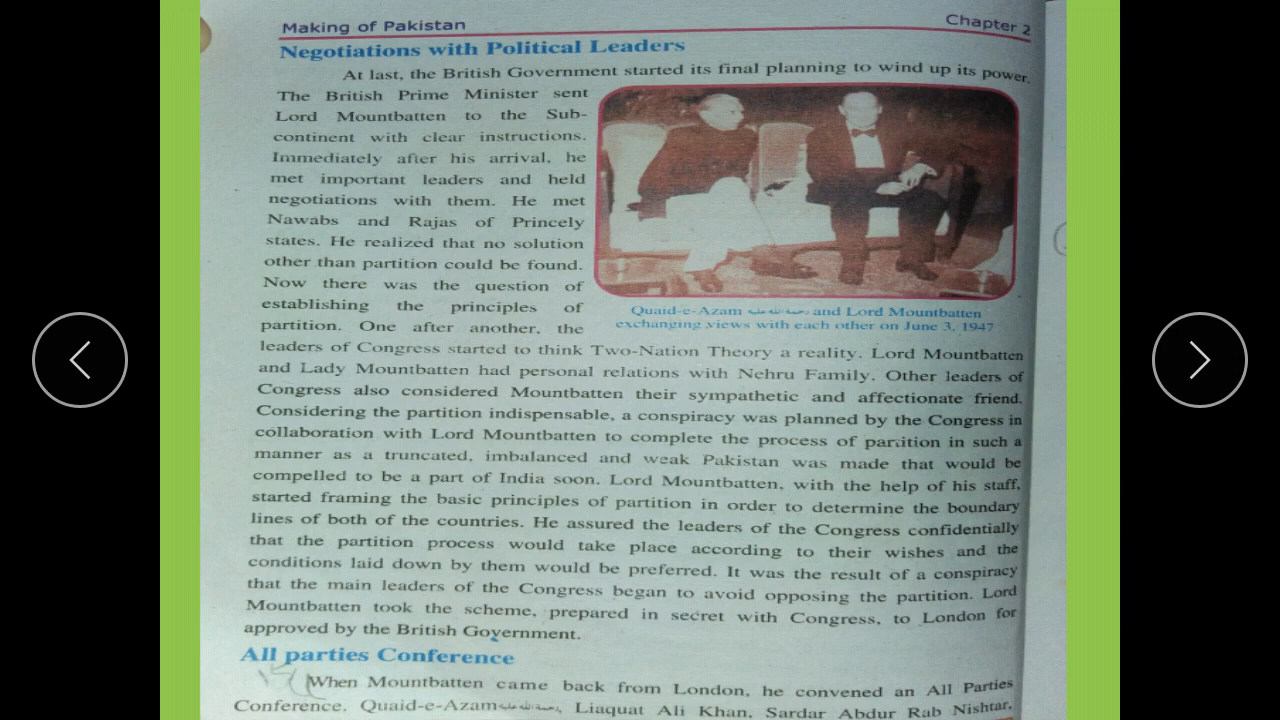 Making of Pakistan
Chapter 2
Negotiations with Political Leaders
At last, the British Government started its final planning to wind up its power.
The British Prime Minister sent
Lord Mountbatten to the Sub-
continent with clear instructions.
Immediately after his arrival, he
met important leaders and held
negotiations with them. He met
Nawabs and Rajas of Princely
states. He realized that no solution
other than partition could be found.
Now there was the question of
establishing the principles of
partition. One after another, the
Quaid-e-Azam and Lord Mountbatten
exchanging views with each other on June 3, 1947
leaders of Congress started to think Two-Nation Theory a reality. Lord Mountbatten
and Lady Mountbatten had personal relations with Nehru Family. Other leaders of
Congress also considered Mountbatten their sympathetic and affectionate friend.
Considering the partition indispensable, a conspiracy was planned by the Congress in
collaboration with Lord Mountbatten to complete the process of partition in such a
manner as a truncated, imbalanced and weak Pakistan was made that would be
compelled to be a part of India soon. Lord Mountbatten, with the help of his staff,
started framing the basic principles of partition in order to determine the boundary
lines of both of the countries. He assured the leaders of the Congress confidentially
that the partition process would take place according to their wishes and the
conditions laid down by them would be preferred. It was the result of a conspiracy
that the main leaders of the Congress began to avoid opposing the partition. Lord
Mountbatten took the scheme, prepared in secret with Congress, to London for
approved by the British Government.
All parties Conference
When Mountbatten came back from London, he convened an All Parties
Conference. Quaid-e-Azam Liaquat Ali Khan, Sardar Abdur Rab Nishtar,